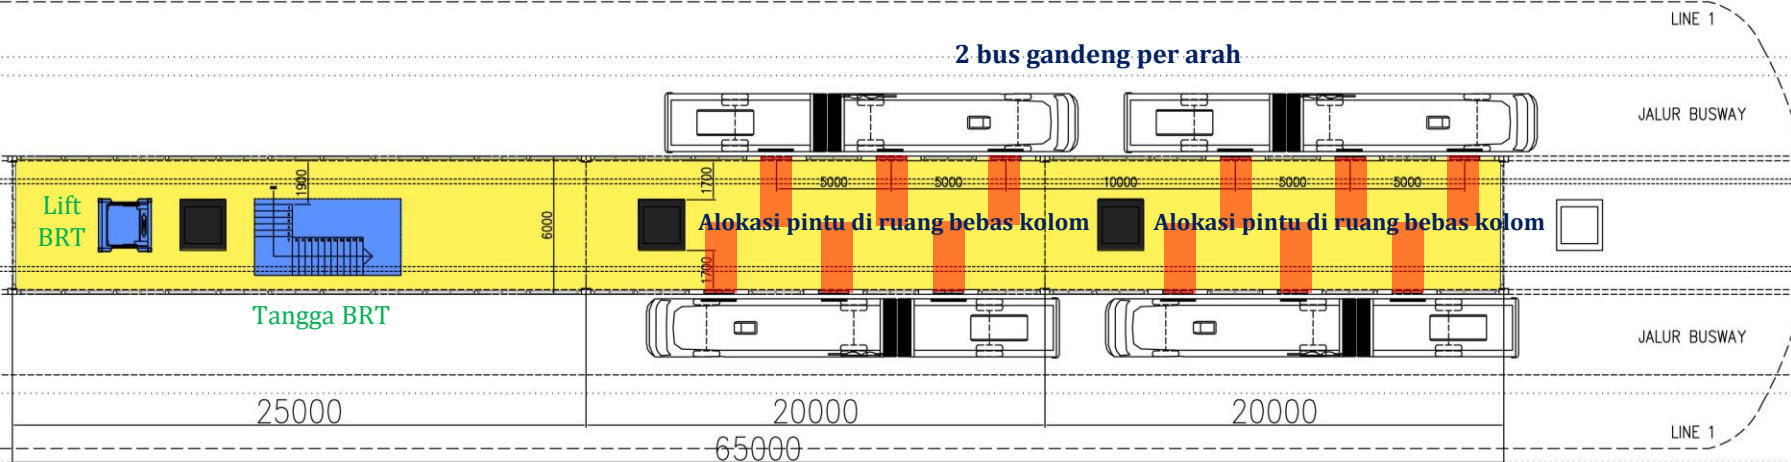 LINE 1
2 bus gandeng per arah
JALUR BUSWAY
1900
1700
5000
5000
10000
5000
5000
Lift
BRT
6000
Alokasi pintu di ruang bebas kolom
Alokasi pintu di ruang bebas kolom
1700
Tangga BRT
JALUR BUSWAY
25000
20000
20000
LINE 1
65000